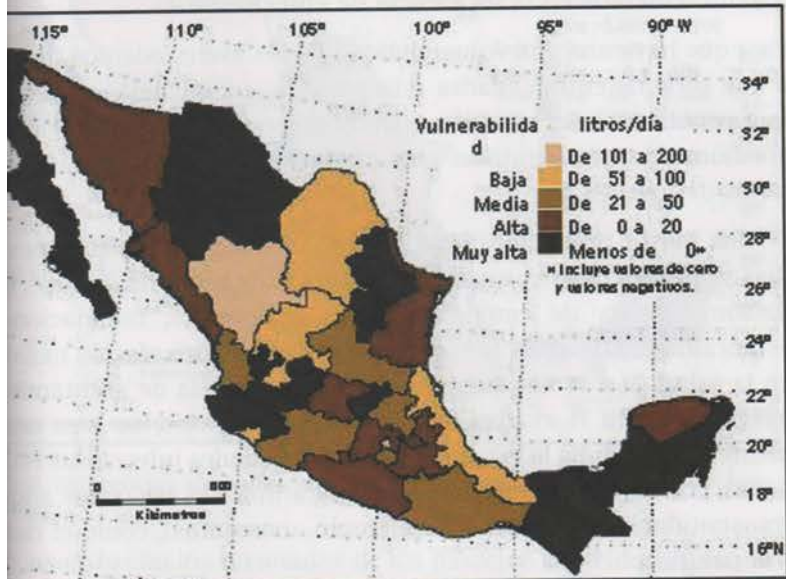 115° 110° 105° 100° 95° 90° W
34°
32°
30°
28°
26°
24°
22°
20°
18°
16°N
Vulnerabilida
d
litros/día
De 101 a 200
Baja De 51 a 100
Media De 21 a 50
Alta De 0 a 20
Muy alta Menos de 0**
* Incluye valores de cero
y valores negativos.
0 800
Kilómetros